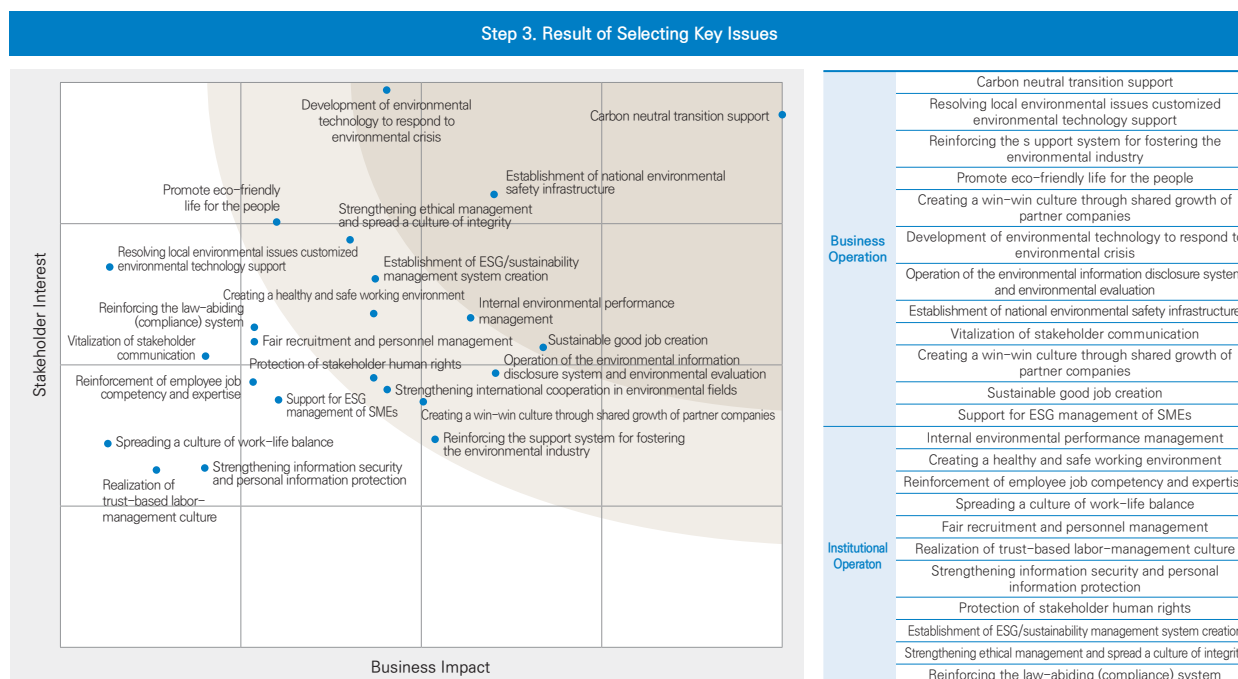 Step 3. Result of Selecting Key Issues
Stakeholder Interest
Development of environmental
technology to respond to
environmental crisis
Carbon neutral transition support
Establishment of national environmental
safety infrastructure
Promote eco-friendly
life for the people
Strengthening ethical management
and spread a culture of integrity
Resolving local environmental issues customized
environmental technology support
Establishment of ESG/sustainability
management system creation
Creating a healthy and safe working environment
Internal environmental performance
management
Reinforcing the law-abiding
(compliance) system
Fair recruitment and personnel management
Sustainable good job creation
Vitalization of stakeholder
communication
Protection of stakeholder human rights
Operation of the environmental information
disclosure system and environmental evaluation
Reinforcement of employee job
competency and expertise
Strengthening international cooperation in environmental fields
Support for ESG
management of SMEs
Creating a win-win culture through shared growth of partner companies
Spreading a culture of work-life balance
Reinforcing the support system for fostering
the environmental industry
Strengthening information security
and personal information protection
Realization of
trust-based labor-
management culture
Business Impact
Business
Operation
Carbon neutral transition support
Resolving local environmental issues customized
environmental technology support
Reinforcing the s upport system for fostering the
environmental industry
Promote eco-friendly life for the people
Creating a win-win culture through shared growth of
partner companies
Development of environmental technology to respond
environmental crisis
Operation of the environmental information disclosure system
and environmental evaluation
Establishment of national environmental safety infrastructure
Vitalization of stakeholder communication
Creating a win-win culture through shared growth of
partner companies
Sustainable good job creation
Support for ESG management of SMEs
Institutional
Operaton
Internal environmental performance management
Creating a healthy and safe working environment
Reinforcement of employee job competency and
Spreading a culture of work-life balance
Fair recruitment and personnel management
Realization of trust-based labor-management culture
Strengthening information security and personal
information protection
Protection of stakeholder human rights
Establishment of ESG/sustainability management system creation
Strengthening ethical management and spread a culture of
Reinforcing the law-abiding (compliance) system